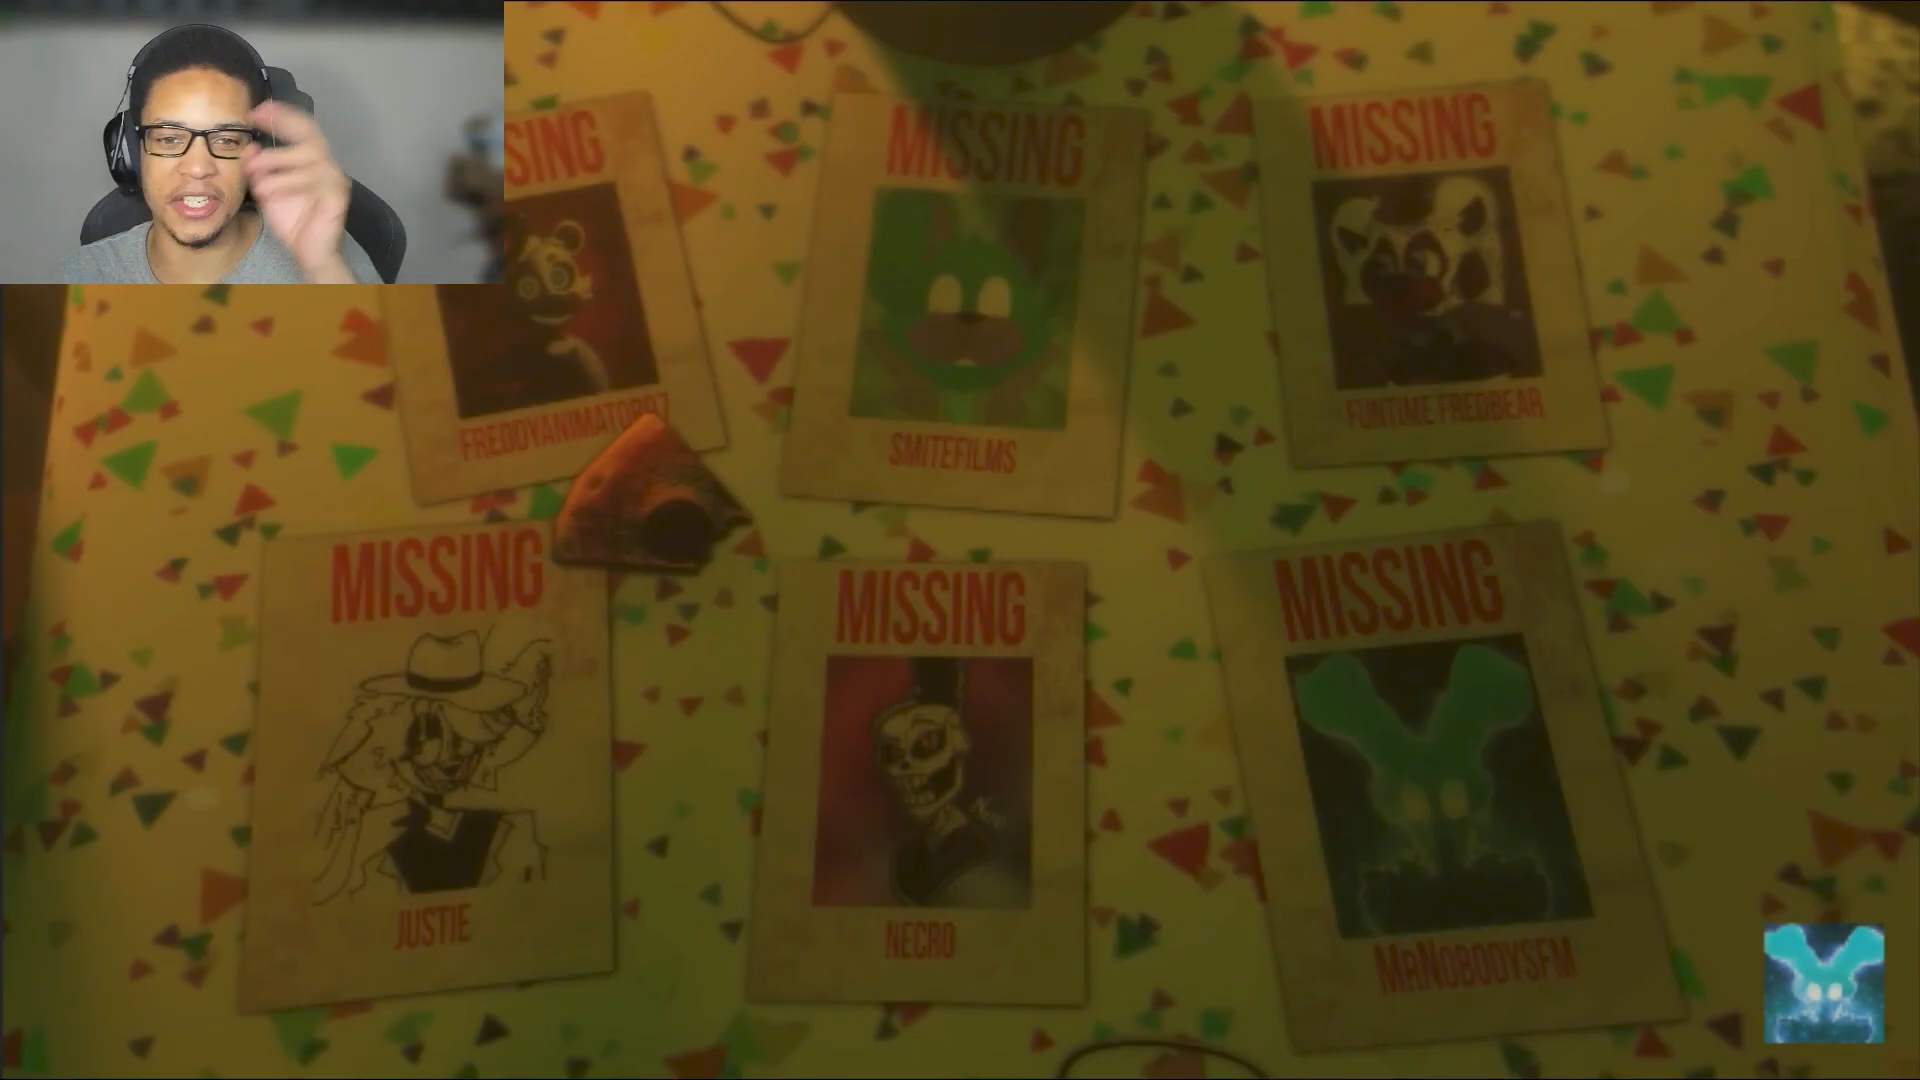 SING
MISSING
MISSING
FREDDYANIMATOR97
SMITEFILMS
FUNTIME FREDBEAR
MISSING
MISSING
MISSING
JUSTIE
NECRO
MRNOBODYSFM